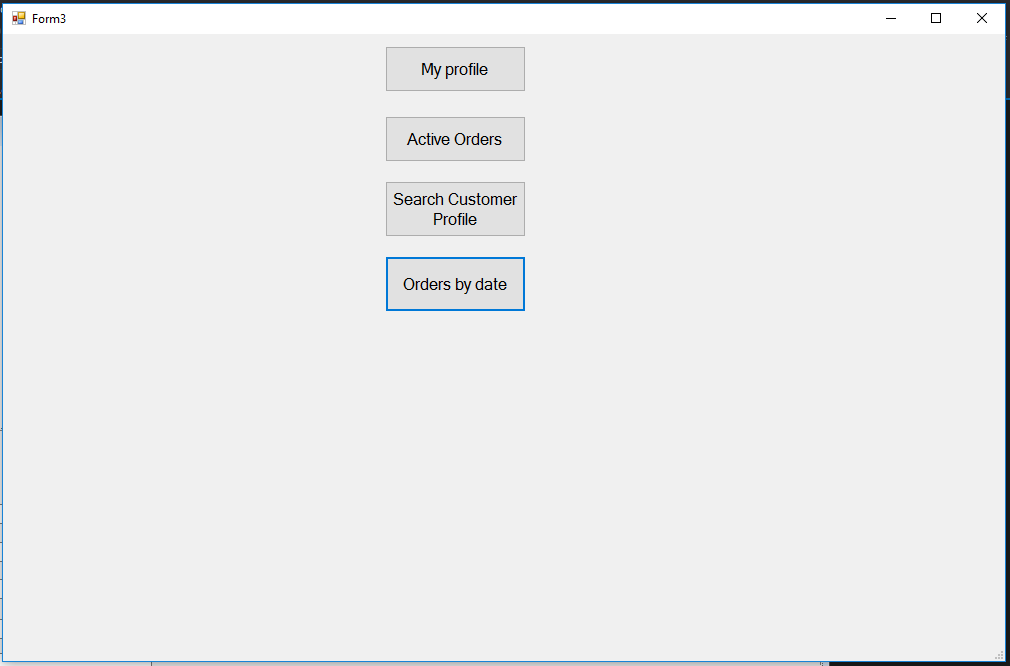 Form3
My profile
Active Orders
Search Customer
Profile
Orders by date